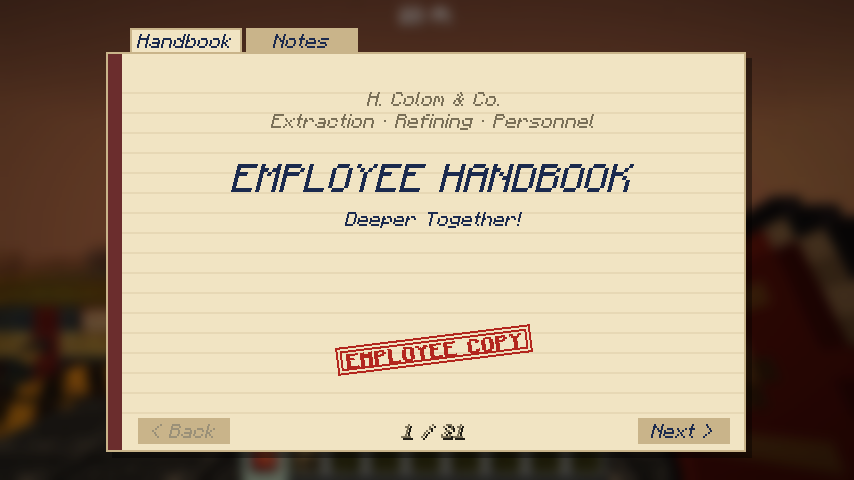 Handbook
Notes
H. Colom & Co.
Extraction · Refining · Personnel
EMPLOYEE HANDBOOK
Deeper Together!
EMPLOYEE COPY
< Back
1 / 21
Next >